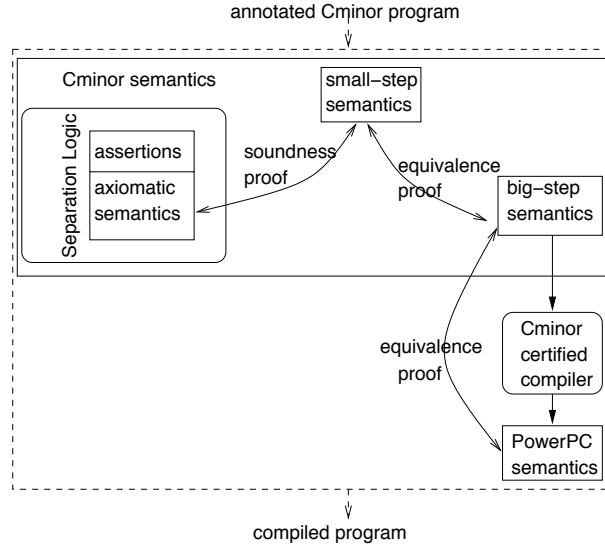 annotated Cminor program
Cminor semantics
small-step
semantics
Separation Logic
assertions
axiomatic
semantics
soundness
proof
equivalence
proof
big-step
semantics
equivalence
proof
Cminor
certified
compiler
PowerPC
semantics
compiled program